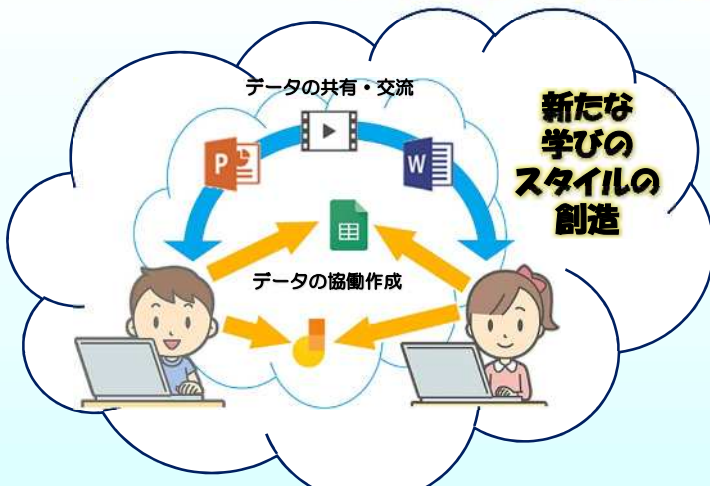 データの共有・交流
新たな
学びの
スタイルの
創造
P
W
データの協働作成